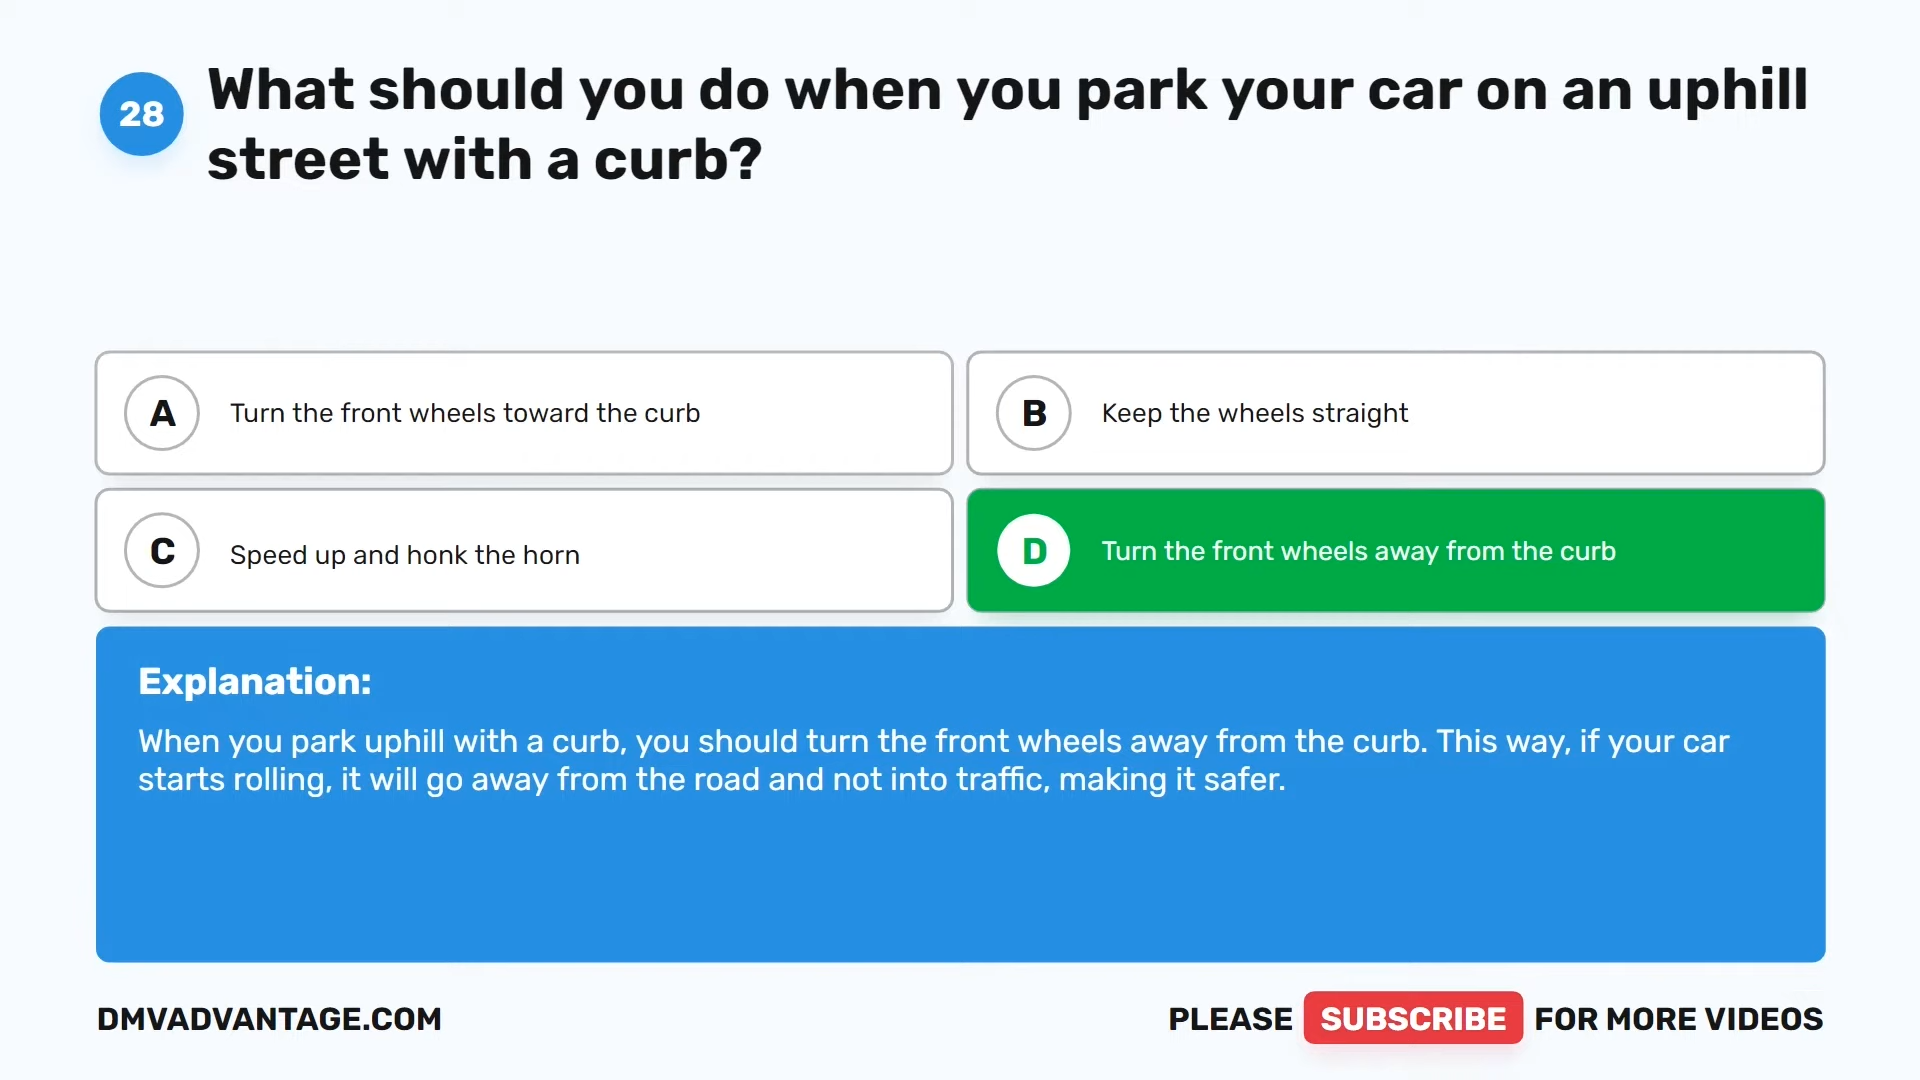 28
What should you do when you park your car on an uphill
street with a curb?
A Turn the front wheels toward the curb
B Keep the wheels straight
C Speed up and honk the horn
D Turn the front wheels away from the curb
Explanation:
When you park uphill with a curb, you should turn the front wheels away from the curb. This way, if your car
starts rolling, it will go away from the road and not into traffic, making it safer.
DMVADVANTAGE.COM
PLEASE SUBSCRIBE FOR MORE VIDEOS